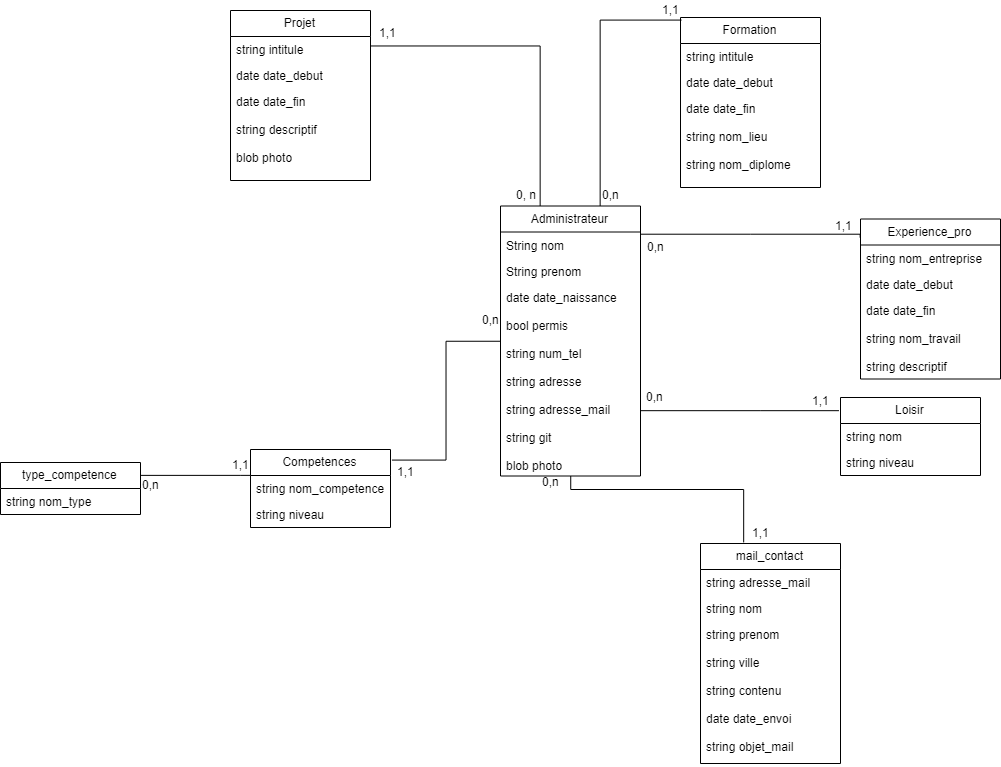 Projet
string intitule
date date_debut
date date_fin
string descriptif
blob photo
1,1
0, n
1,1
Formation
string intitule
date date_debut
date date_fin
string nom_lieu
string nom_diplome
0,n
Administrateur
String nom
String prenom
date date_naissance
bool permis
string num_tel
string adresse
string adresse_mail
string git
blob photo
0,n
1,1
Experience_pro
string nom_entreprise
date date_debut
date date_fin
string nom_travail
string descriptif
0,n
1,1
Loisir
string nom
string niveau
0,n
1,1
Competences
string nom_competence
string niveau
1,1
0,n
type_competence
string nom_type
0,n
1,1
mail_contact
string adresse_mail
string nom
string prenom
string ville
string contenu
date date_envoi
string objet_mail